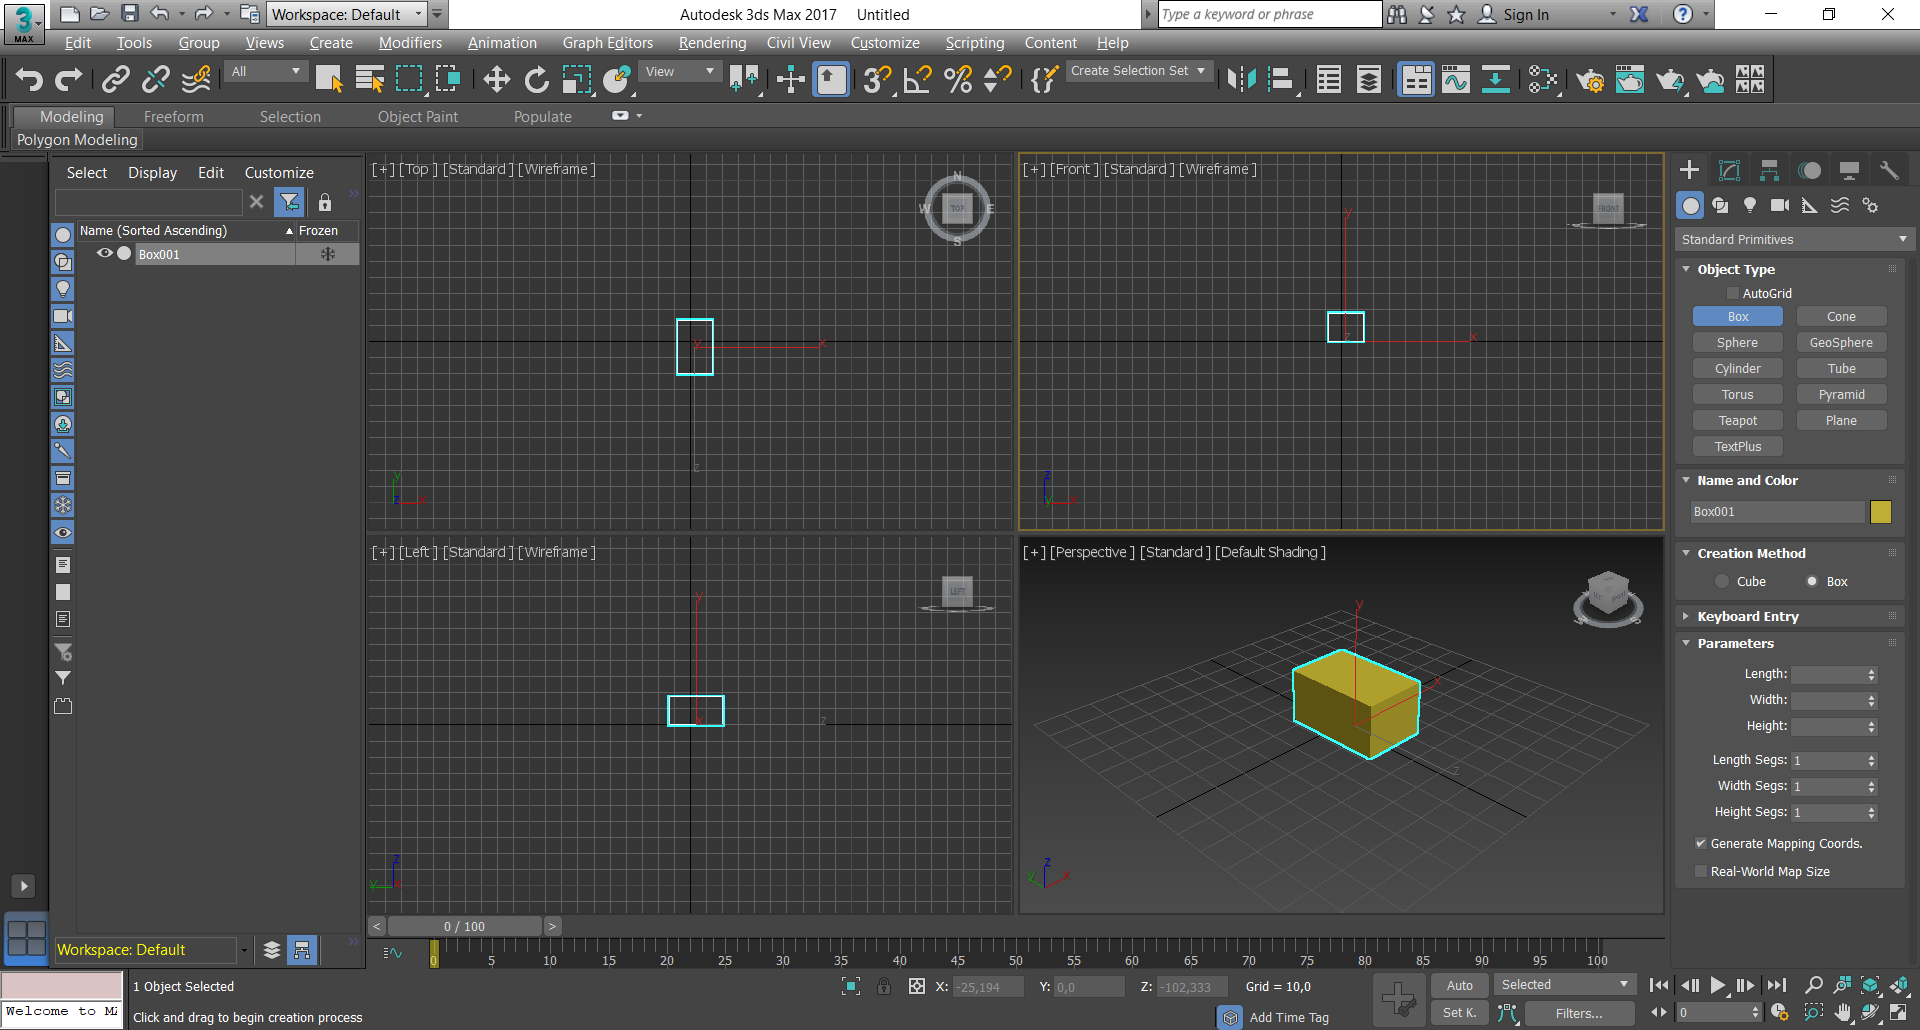 3 MAX
Workspace: Default
Autodesk 3ds Max 2017 Untitled
Type a keyword or phrase
Sign In
Edit Tools Group Views Create Modifiers Animation Graph Editors Rendering Civil View Customize Scripting Content Help
All
View
Create Selection Set
Modeling Freeform Selection Object Paint Populate
Polygon Modeling
Select Display Edit Customize
Name (Sorted Ascending) Frozen
Box001
[+] [Top ] [Standard ] [Wireframe ]
N
W TOP E
S
y x
z
y
z x
[+] [Front ] [Standard ] [Wireframe ]
FRONT
y
z x
z
y x
[+] [Left ] [Standard ] [Wireframe ]
LEFT
y
x z
z
y x
[+] [Perspective ] [Standard ] [Default Shading ]
y
x
z
z
y x
Standard Primitives
Object Type
AutoGrid
Box Cone
Sphere GeoSphere
Cylinder Tube
Torus Pyramid
Teapot Plane
TextPlus
Name and Color
Box001
Creation Method
Cube Box
Keyboard Entry
Parameters
Length:
Width:
Height:
Length Segs: 1
Width Segs: 1
Height Segs: 1
Generate Mapping Coords.
Real-World Map Size
< 0 / 100 >
Workspace: Default
0 5 10 15 20 25 30 35 40 45 50 55 60 65 70 75 80 85 90 95 100
1 Object Selected
X: -25,194 Y: 0,0 Z: -102,333 Grid = 10,0
Auto Selected
Welcome to MA
Click and drag to begin creation process
Add Time Tag
Set K. Filters... 0